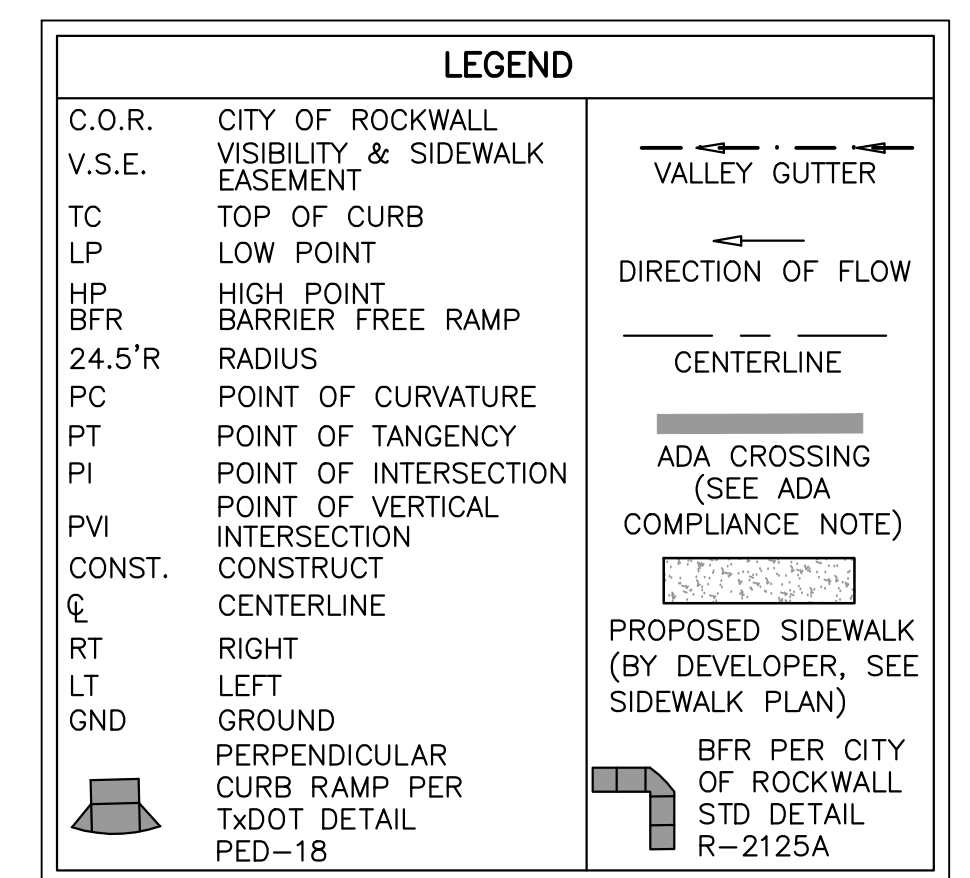 LEGEND
C.O.R. CITY OF ROCKWALL
V.S.E. VISIBILITY & SIDEWALK
EASEMENT
TC TOP OF CURB
LP LOW POINT
HP HIGH POINT
BFR BARRIER FREE RAMP
24.5'R RADIUS
PC POINT OF CURVATURE
PT POINT OF TANGENCY
PI POINT OF INTERSECTION
PVI POINT OF VERTICAL
INTERSECTION
CONST. CONSTRUCT
℄ CENTERLINE
RT RIGHT
LT LEFT
GND GROUND
PERPENDICULAR
CURB RAMP PER
TxDOT DETAIL
PED-18
VALLEY GUTTER
DIRECTION OF FLOW
CENTERLINE
ADA CROSSING
(SEE ADA
COMPLIANCE NOTE)
PROPOSED SIDEWALK
(BY DEVELOPER, SEE
SIDEWALK PLAN)
BFR PER CITY
OF ROCKWALL
STD DETAIL
R-2125A